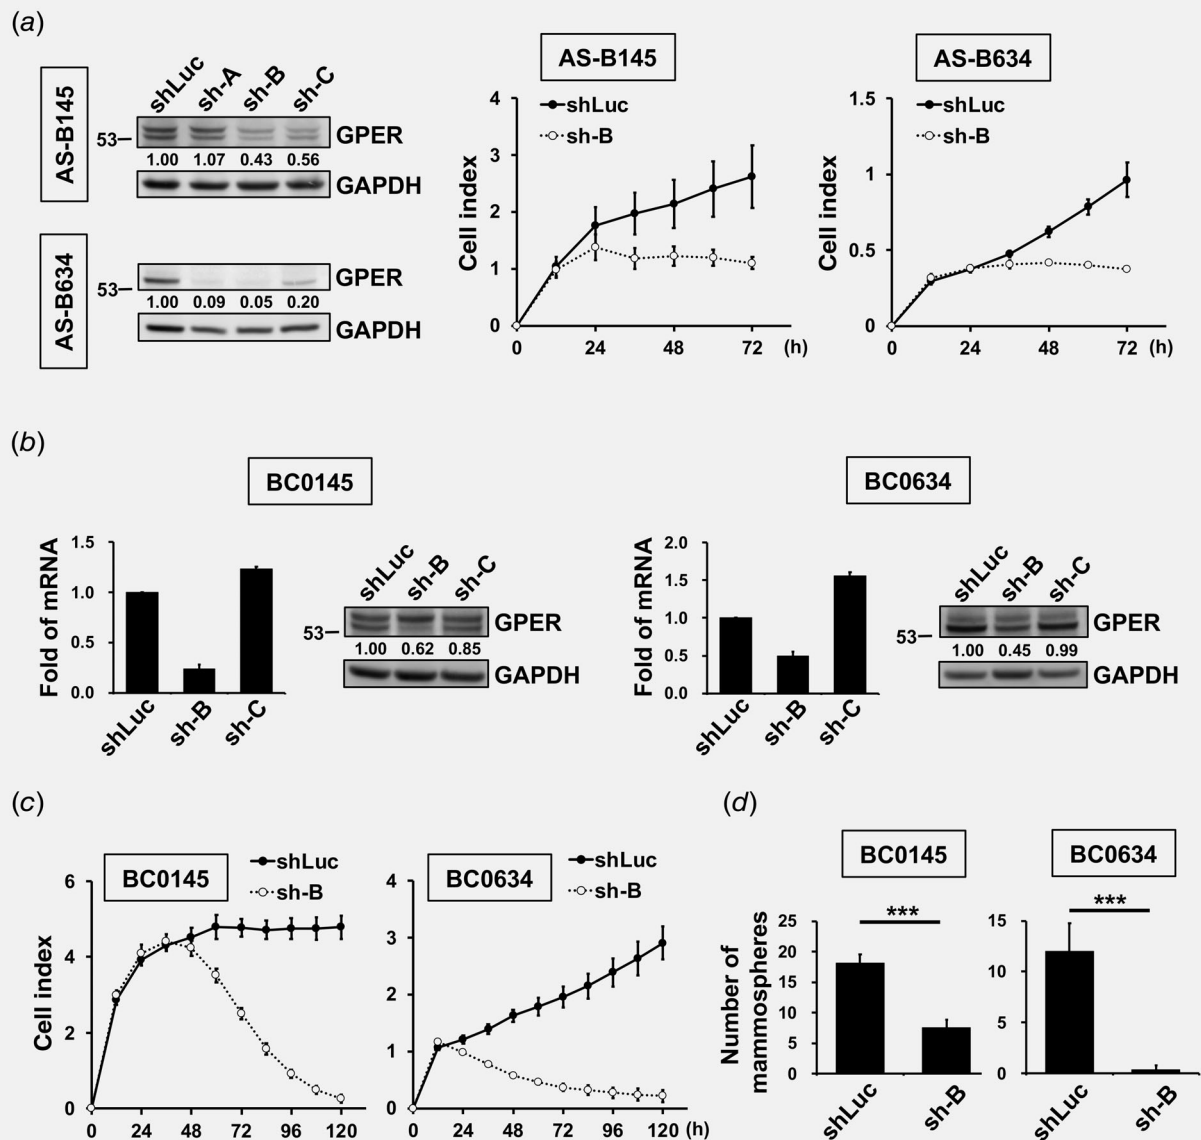 (a)
AS-B145
shLuc sh-A sh-B sh-C
53
GPER
1.00 1.07 0.43 0.56
GAPDH
AS-B634
53
GPER
1.00 0.09 0.05 0.20
GAPDH
AS-B145
shLuc
sh-B
Cell index
4
3
2
1
0
0 24 48 72 (h)
AS-B634
shLuc
sh-B
Cell index
1.5
1
0.5
0
0 24 48 72 (h)
(b)
BC0145
Fold of mRNA
1.5
1.0
0.5
0.0
shLuc sh-B sh-C
shLuc sh-B sh-C
53
GPER
1.00 0.62 0.85
GAPDH
BC0634
Fold of mRNA
2.0
1.5
1.0
0.5
0.0
shLuc sh-B sh-C
shLuc sh-B sh-C
53
GPER
1.00 0.45 0.99
GAPDH
(c)
BC0145
shLuc
sh-B
Cell index
6
4
2
0
0 24 48 72 96 120
BC0634
shLuc
sh-B
4
3
2
1
0
0 24 48 72 96 120 (h)
(d)
BC0145
Number of
mammospheres
25
20
15
10
5
0
***
shLuc sh-B
BC0634
15
10
5
0
***
shLuc sh-B